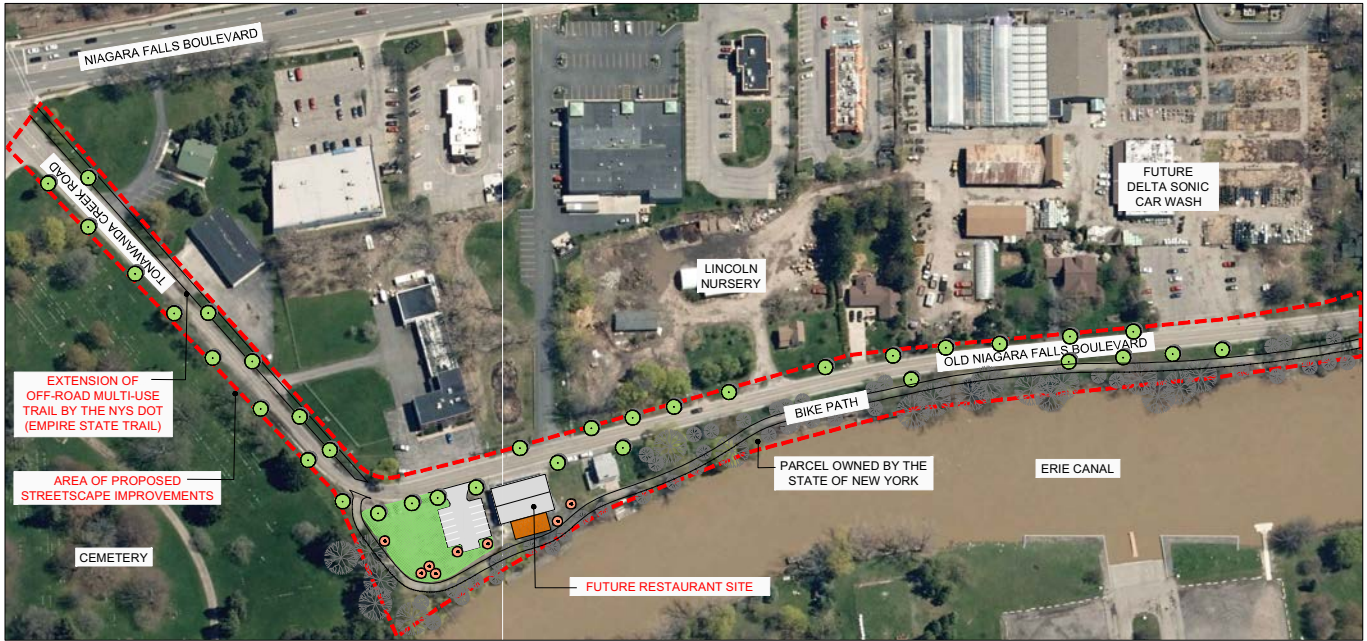 NIAGARA FALLS BOULEVARD
TONAWANDA CREEK ROAD
FUTURE
DELTA SONIC
CAR WASH
LINCOLN
NURSERY
OLD NIAGARA FALLS BOULEVARD
EXTENSION OF
OFF-ROAD MULTI-USE
TRAIL BY THE NYS DOT
(EMPIRE STATE TRAIL)
BIKE PATH
PARCEL OWNED BY THE
STATE OF NEW YORK
ERIE CANAL
AREA OF PROPOSED
STREETSCAPE IMPROVEMENTS
CEMETERY
FUTURE RESTAURANT SITE